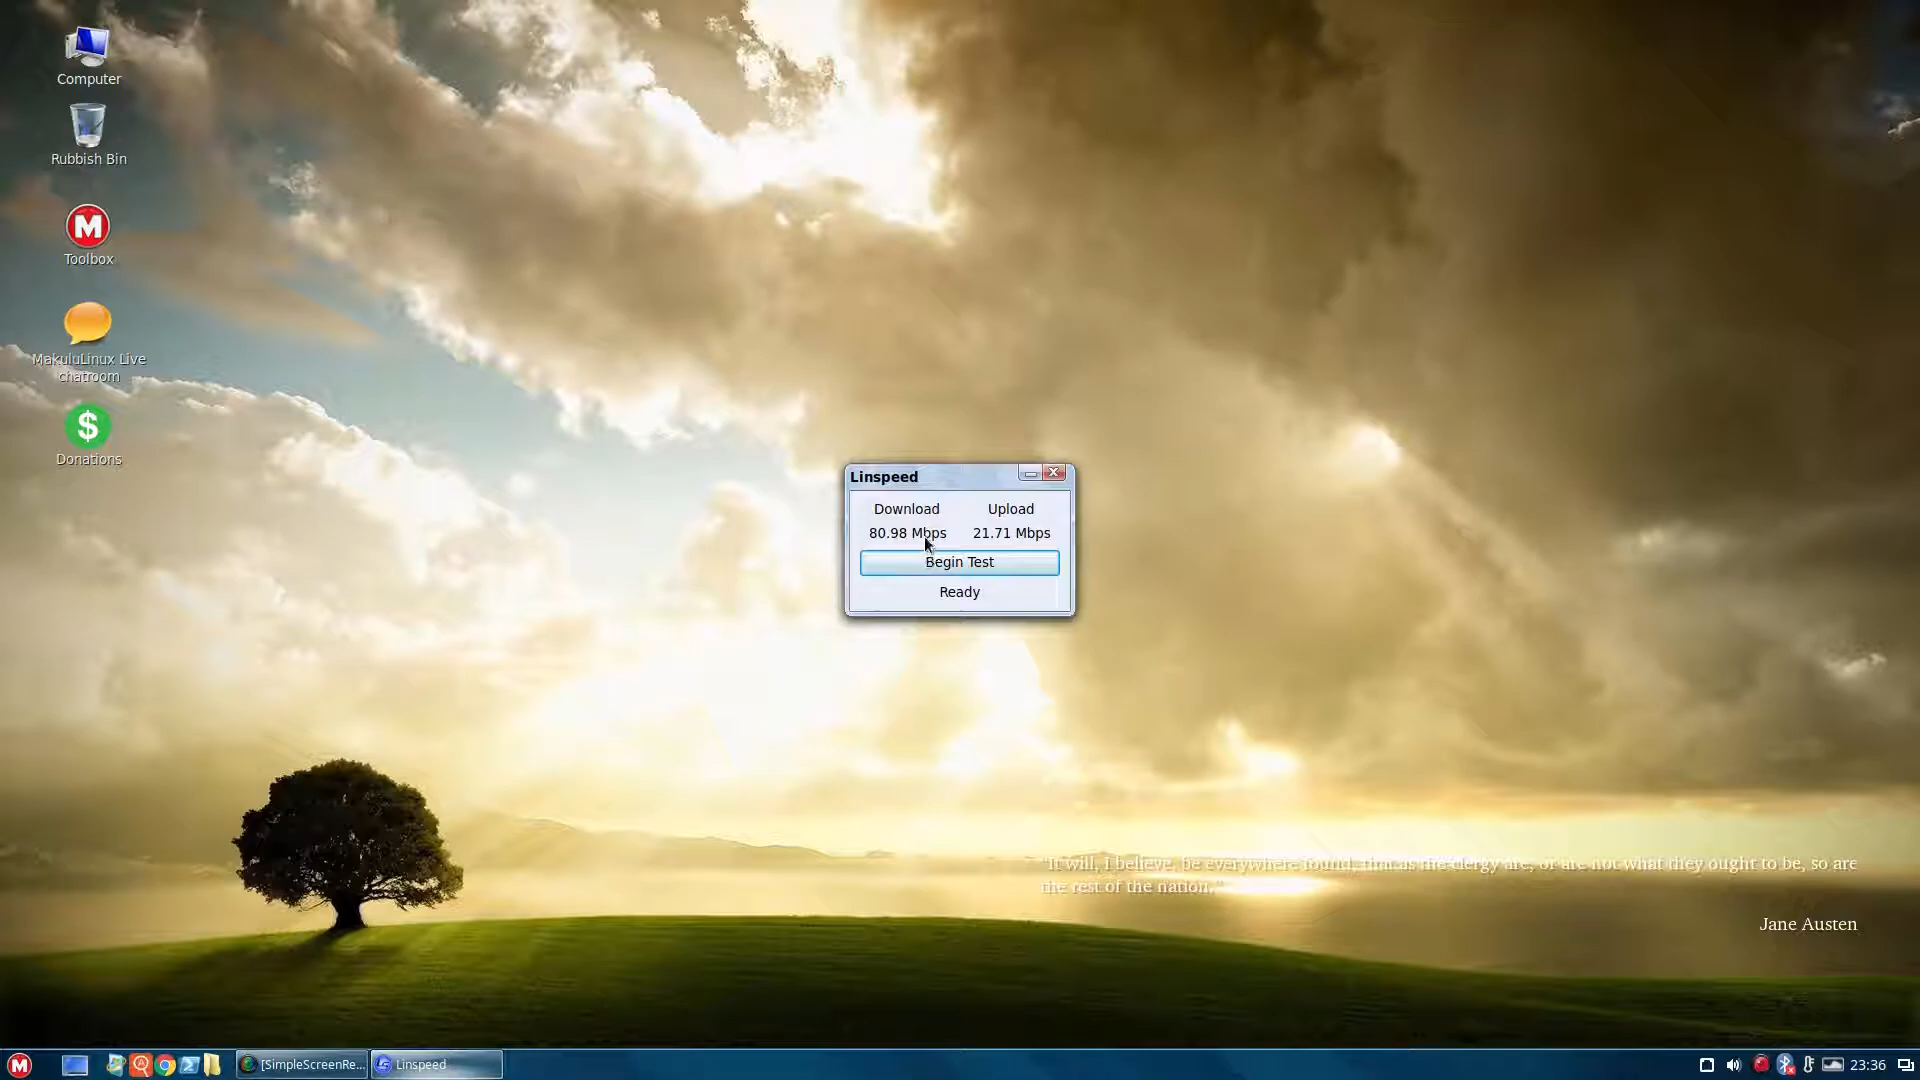 Computer
Rubbish Bin
Toolbox
MakuluLinux Live
chatroom
Donations
Linspeed
Download Upload
80.98 Mbps 21.71 Mbps
Begin Test
Ready
"It will, I believe, be everywhere found, that as the clergy are, or are not what they ought to be, so are
the rest of the nation."
Jane Austen
[SimpleScreenRe... Linspeed 23:36